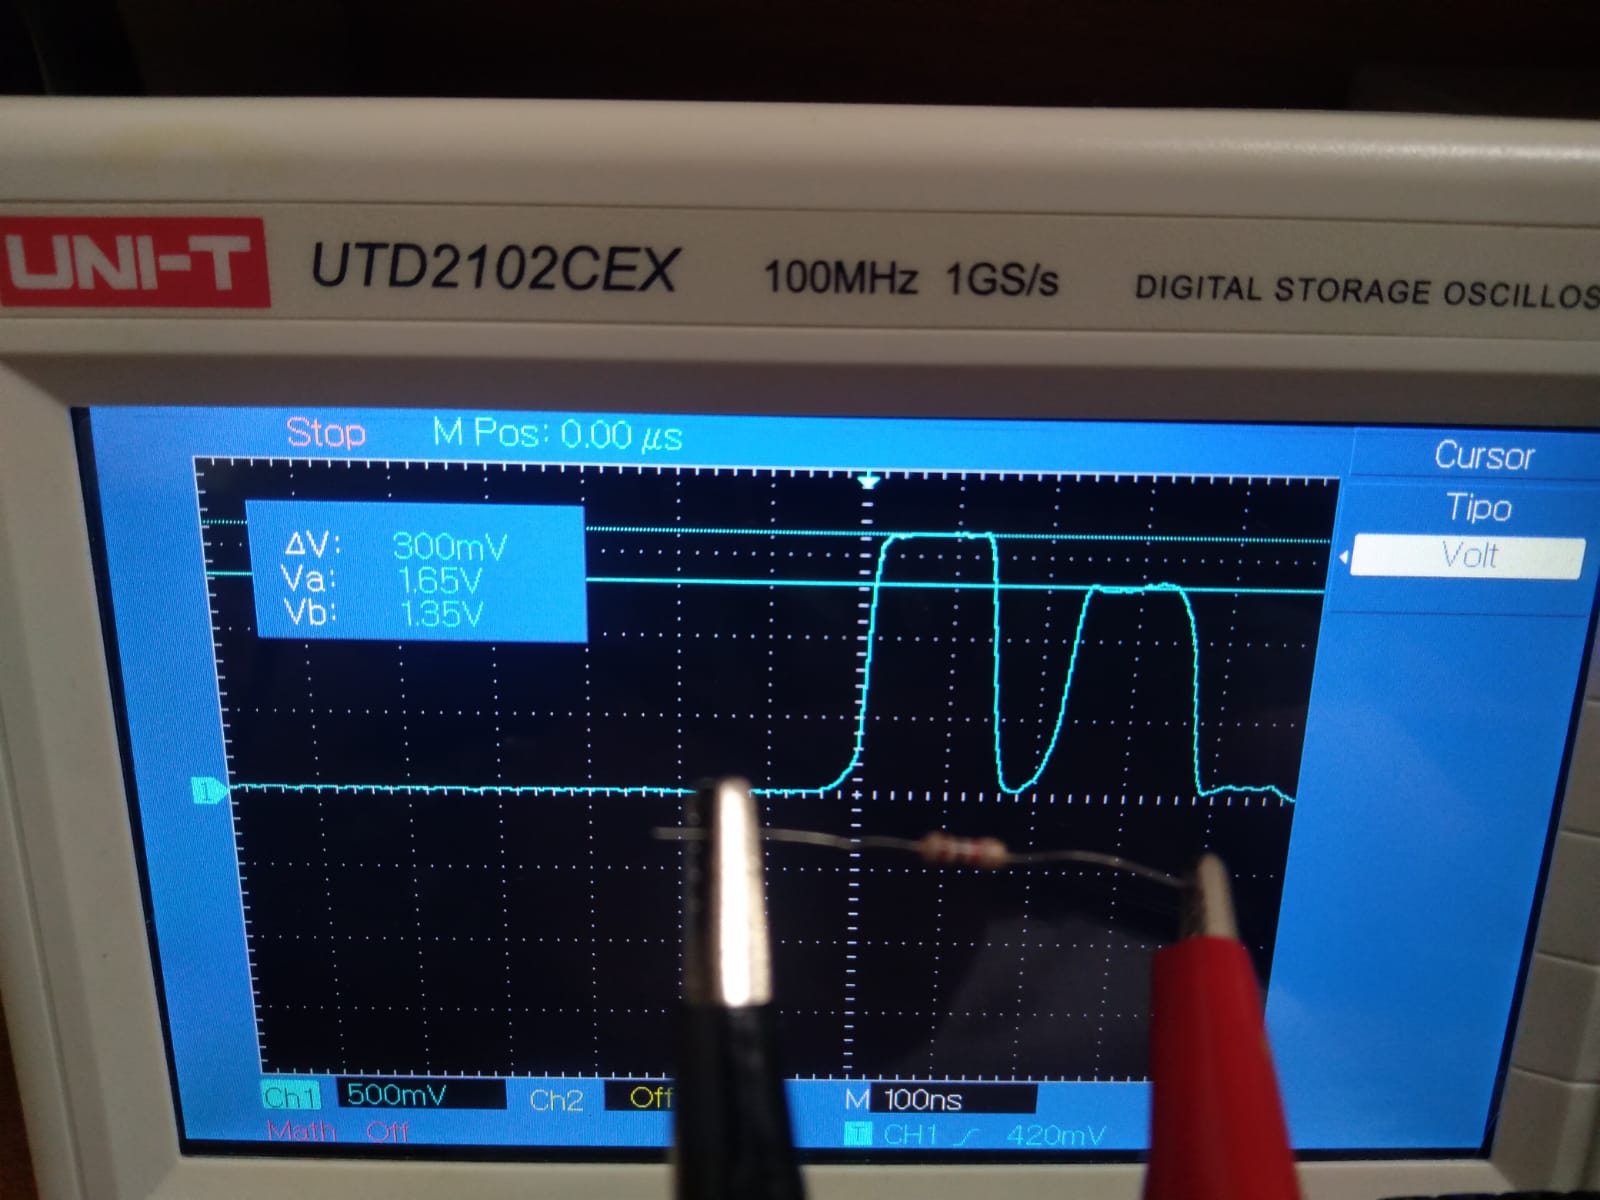 UNI-T UTD2102CEX 100MHz 1GS/s DIGITAL STORAGE OSCILLOS
Stop M Pos: 0.00 μs
Cursor
Tipo
Volt
ΔV: 300mV
Va: 1.65V
Vb: 1.35V
1
Ch1 500mV Ch2 Off M 100ns
Math Off T CH1 420mV